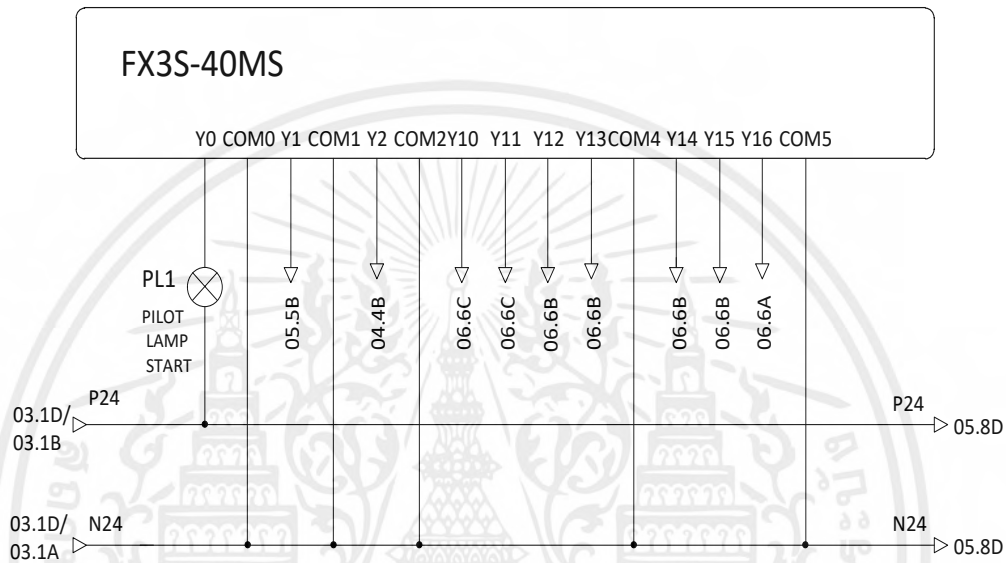 FX3S-40MS
Y0 COM0 Y1 COM1 Y2 COM2 Y10 Y11 Y12 Y13 COM4 Y14 Y15 Y16 COM5
PL1
PILOT
LAMP
START
05.5B
04.4B
06.6C
06.6C
06.6B
06.6B
06.6B
06.6B
06.6A
03.1D/
03.1B
P24
P24
05.8D
03.1D/
03.1A
N24
N24
05.8D